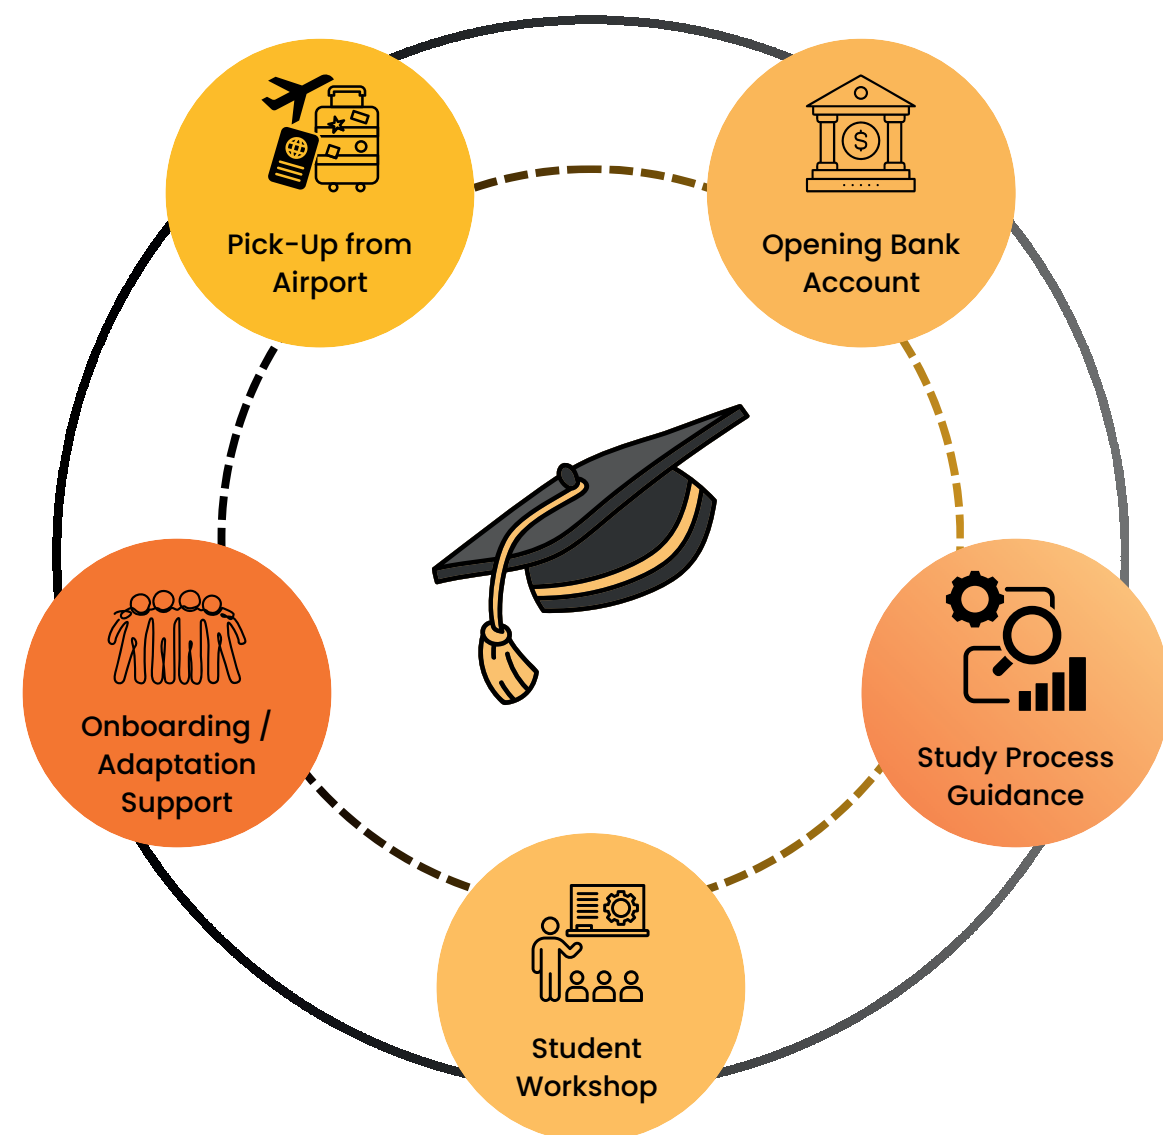 Pick-Up from
Airport
Opening Bank
Account
Onboarding /
Adaptation
Support
Study Process
Guidance
Student
Workshop
$